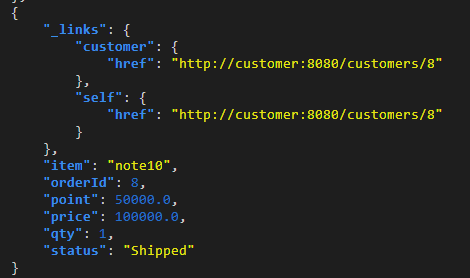 },
{
    "_links": {
        "customer": {
            "href": "http://customer:8080/customers/8"
        },
        "self": {
            "href": "http://customer:8080/customers/8"
        }
    },
    "item": "note10",
    "orderId": 8,
    "point": 50000.0,
    "price": 100000.0,
    "qty": 1,
    "status": "Shipped"
}